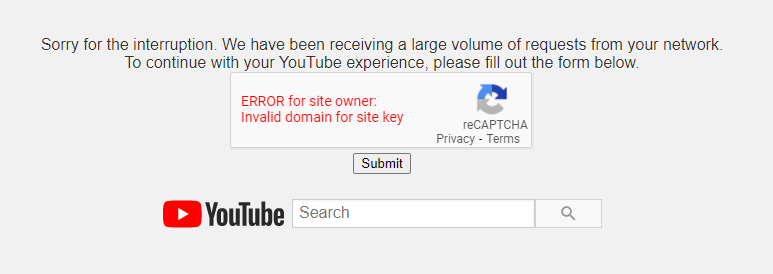 Sorry for the interruption. We have been receiving a large volume of requests from your network.
To continue with your YouTube experience, please fill out the form below.
ERROR for site owner:
Invalid domain for site key
reCAPTCHA
Privacy - Terms
Submit
YouTube
Search